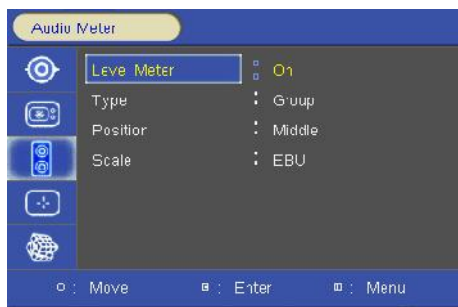 Audio Meter
Level Meter : On
Type : Group
Position : Middle
Scale : EBU
: Move : Enter : Menu